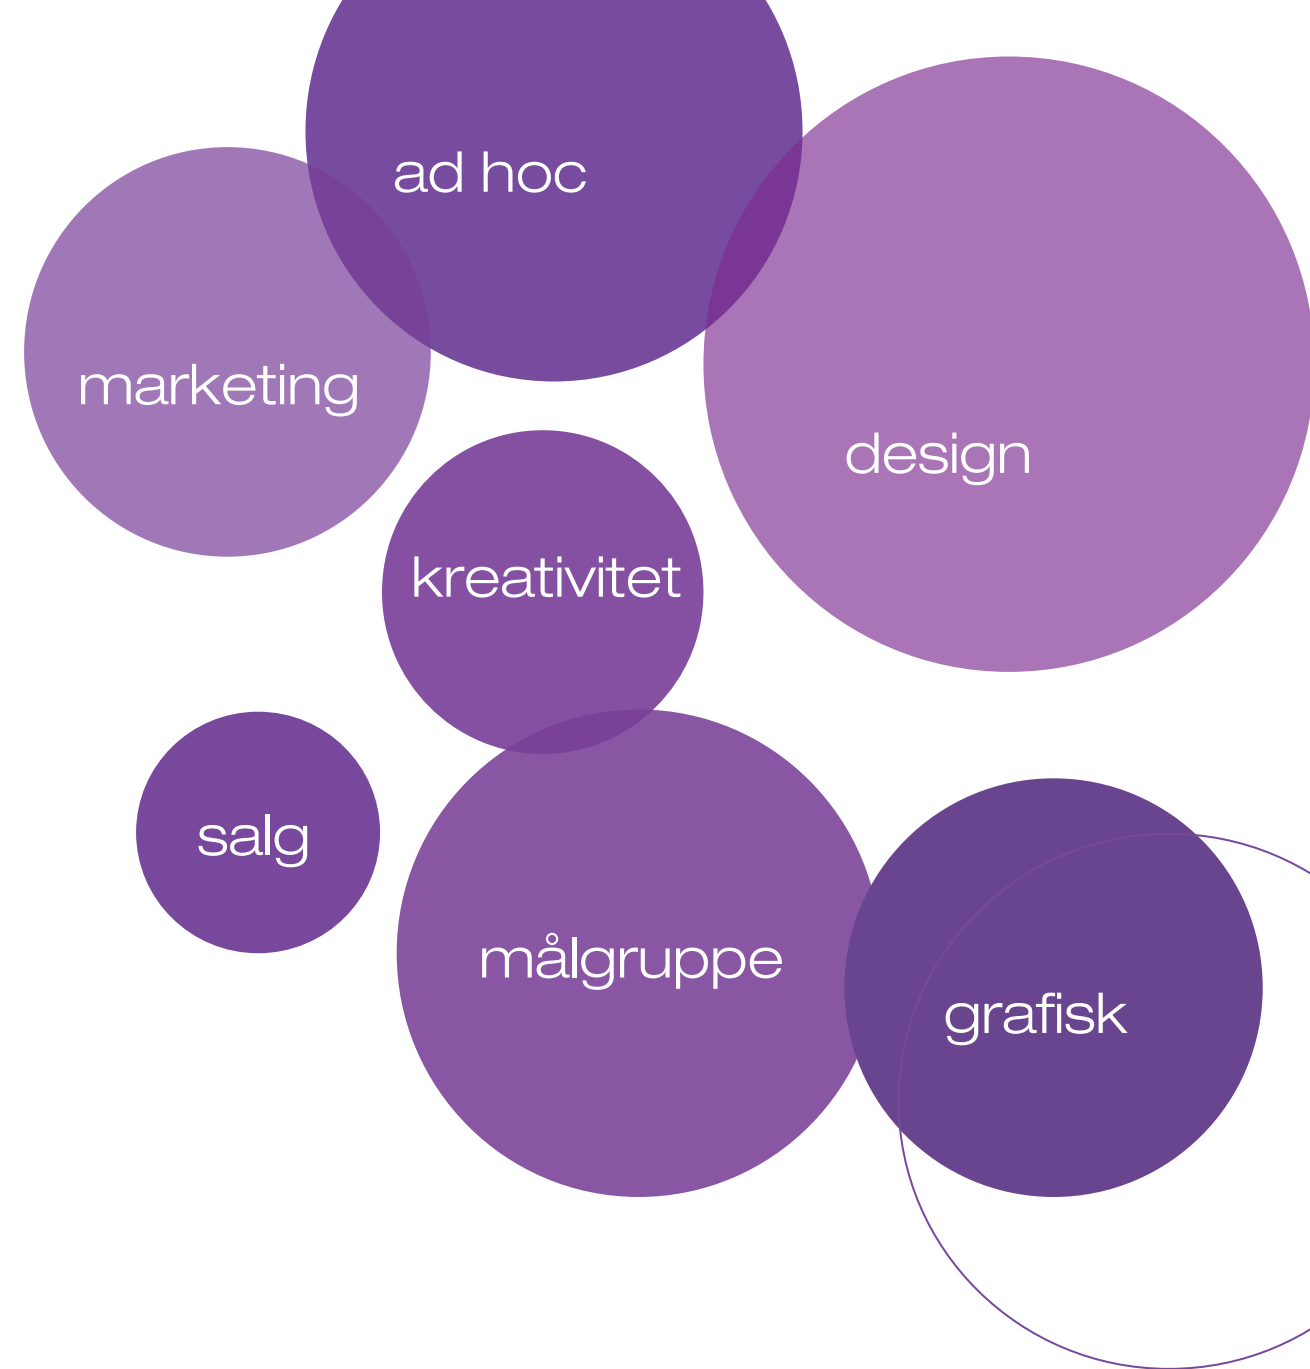 ad hoc
marketing
design
kreativitet
salg
målgruppe
grafisk